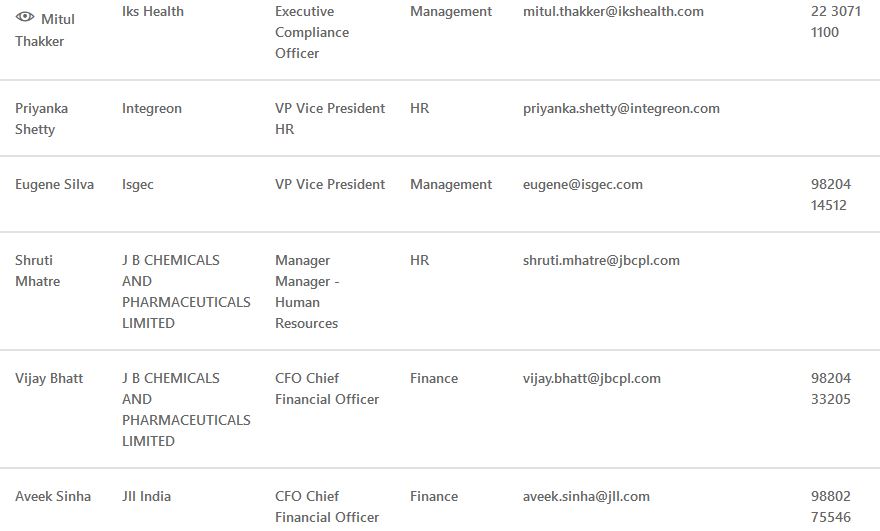 Mitul Thakker Iks Health Executive Compliance Officer Management mitul.thakker@ikshealth.com 22 3071 1100
Priyanka Shetty Integreon VP Vice President HR HR priyanka.shetty@integreon.com
Eugene Silva Isgec VP Vice President Management eugene@isgec.com 98204 14512
Shruti Mhatre J B CHEMICALS AND PHARMACEUTICALS LIMITED Manager Manager - Human Resources HR shruti.mhatre@jbcpl.com
Vijay Bhatt J B CHEMICALS AND PHARMACEUTICALS LIMITED CFO Chief Financial Officer Finance vijay.bhatt@jbcpl.com 98204 33205
Aveek Sinha Jll India CFO Chief Financial Officer Finance aveek.sinha@jll.com 98802 75546